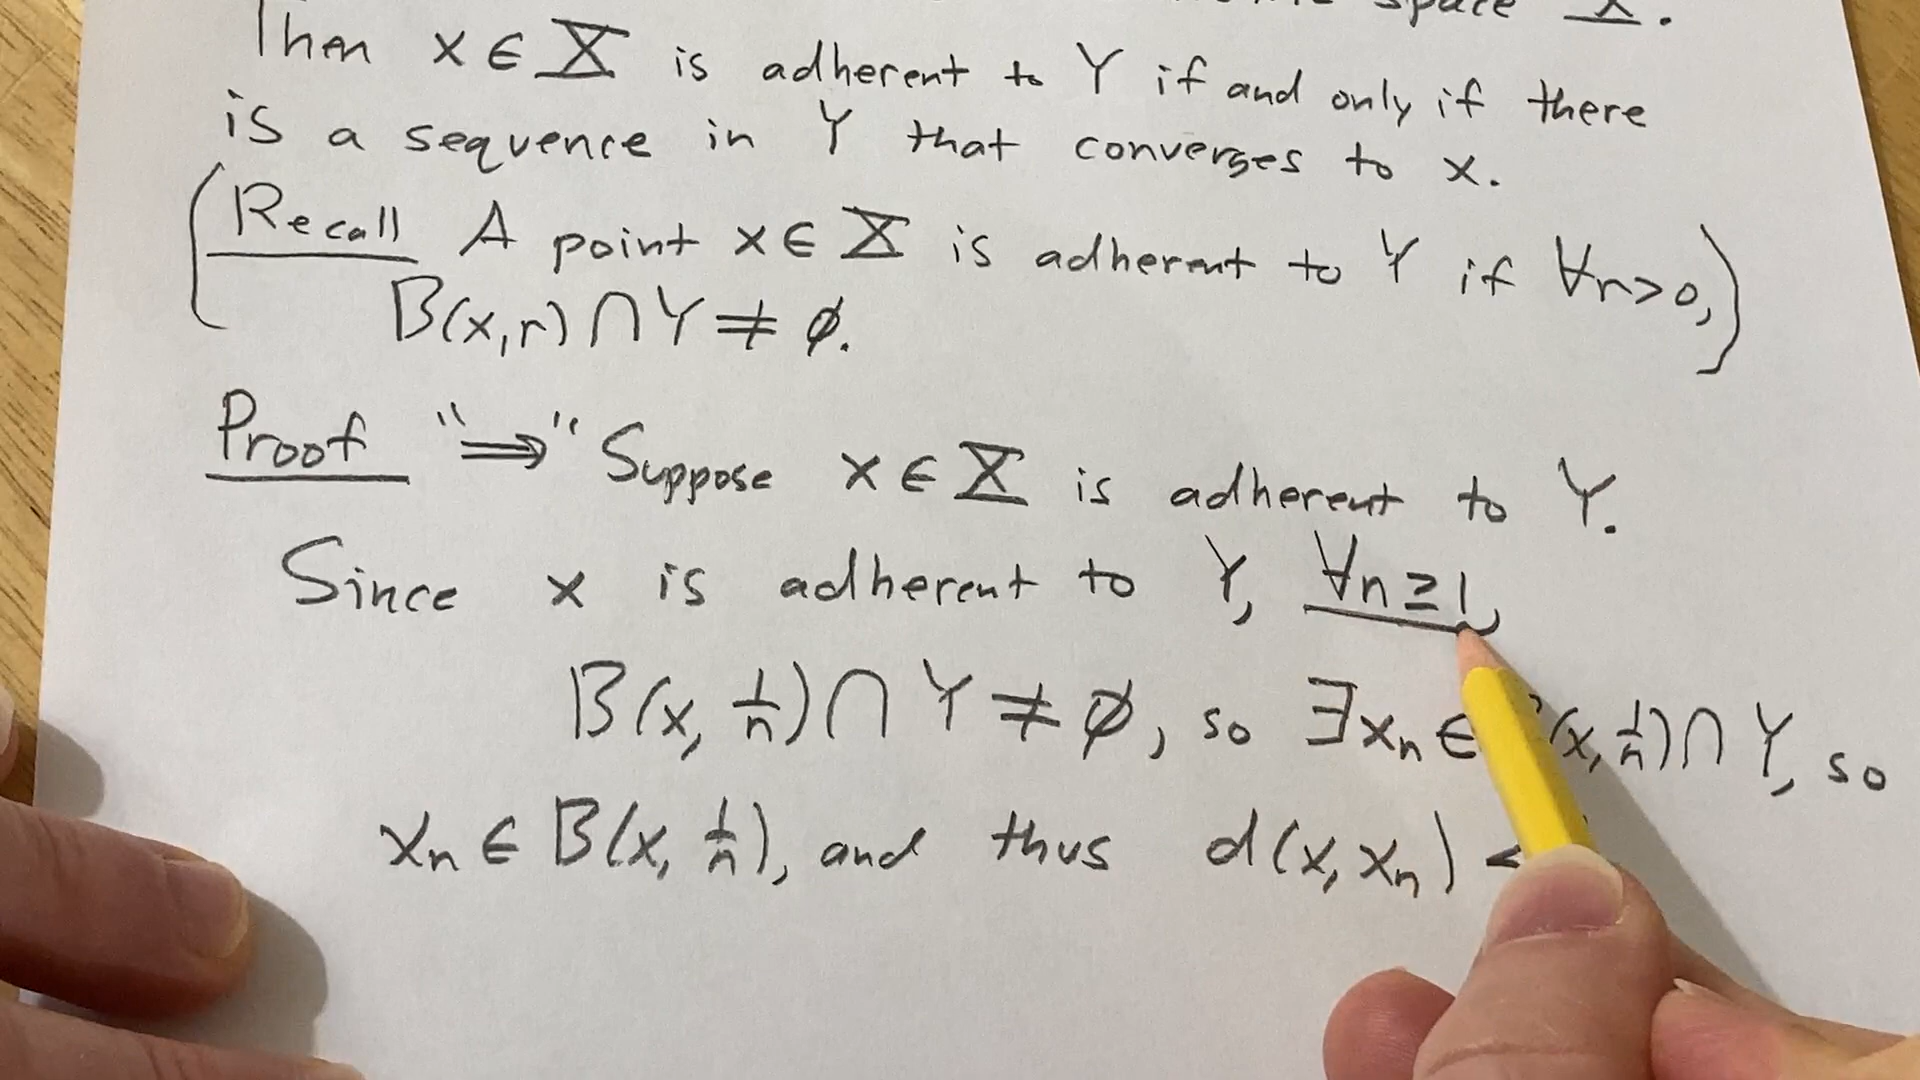 space X.
Then x ∈ X is adherent to Y if and only if there
is a sequence in Y that converges to x.
(Recall A point x ∈ X is adherent to Y if ∀r>0,)
B(x,r) ∩ Y ≠ ∅.
Proof "⟹" Suppose x ∈ X is adherent to Y.
Since x is adherent to Y, ∀n≥1,
B(x, 1/n) ∩ Y ≠ ∅, so ∃xₙ ∈ (x, 1/n) ∩ Y, so
xₙ ∈ B(x, 1/n), and thus d(x, xₙ) <